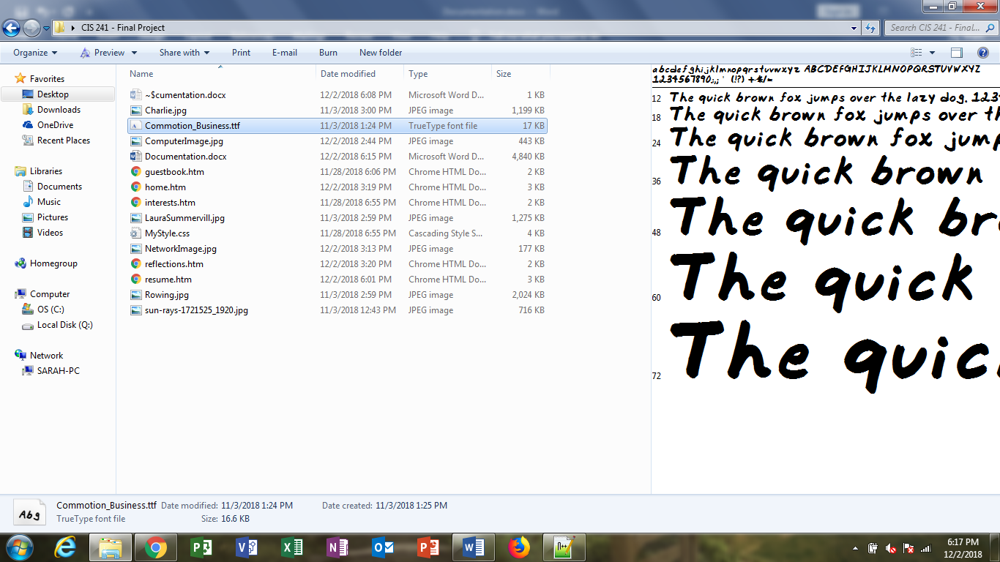 CIS 241 - Final Project
Search CIS 241 - Final...
Organize Preview Share with Print E-mail Burn New folder
Favorites
Desktop
Downloads
OneDrive
Recent Places
Libraries
Documents
Music
Pictures
Videos
Homegroup
Computer
OS (C:)
Local Disk (Q:)
Network
SARAH-PC
Name Date modified Type Size
~$cumentation.docx 12/2/2018 6:08 PM Microsoft Word D... 1 KB
Charlie.jpg 11/3/2018 3:00 PM JPEG image 1,199 KB
Commotion_Business.ttf 11/3/2018 1:24 PM TrueType font file 17 KB
ComputerImage.jpg 12/2/2018 2:44 PM JPEG image 443 KB
Documentation.docx 12/2/2018 6:15 PM Microsoft Word D... 4,840 KB
guestbook.htm 11/28/2018 6:06 PM Chrome HTML Do... 2 KB
home.htm 12/2/2018 3:19 PM Chrome HTML Do... 3 KB
interests.htm 11/28/2018 6:55 PM Chrome HTML Do... 2 KB
LauraSummervill.jpg 11/3/2018 2:59 PM JPEG image 1,275 KB
MyStyle.css 11/28/2018 6:55 PM Cascading Style S... 4 KB
NetworkImage.jpg 12/2/2018 3:13 PM JPEG image 177 KB
reflections.htm 12/2/2018 3:20 PM Chrome HTML Do... 2 KB
resume.htm 12/2/2018 6:01 PM Chrome HTML Do... 3 KB
Rowing.jpg 11/3/2018 2:59 PM JPEG image 2,024 KB
sun-rays-1721525_1920.jpg 11/3/2018 12:43 PM JPEG image 716 KB
abcdefghijklmnopqrstuvwxyz ABCDEFGHIJKLMNOPQRSTUVWXYZ
1234567890.:,; ' (!?) +-*/=
12 The quick brown fox jumps over the lazy dog. 123
18 The quick brown fox jumps over th
24 The quick brown fox jump
36 The quick brown
48 The quick bro
60 The quick
72 The quic
Abg
Commotion_Business.ttf Date modified: 11/3/2018 1:24 PM Date created: 11/3/2018 1:25 PM
TrueType font file Size: 16.6 KB
6:17 PM
12/2/2018